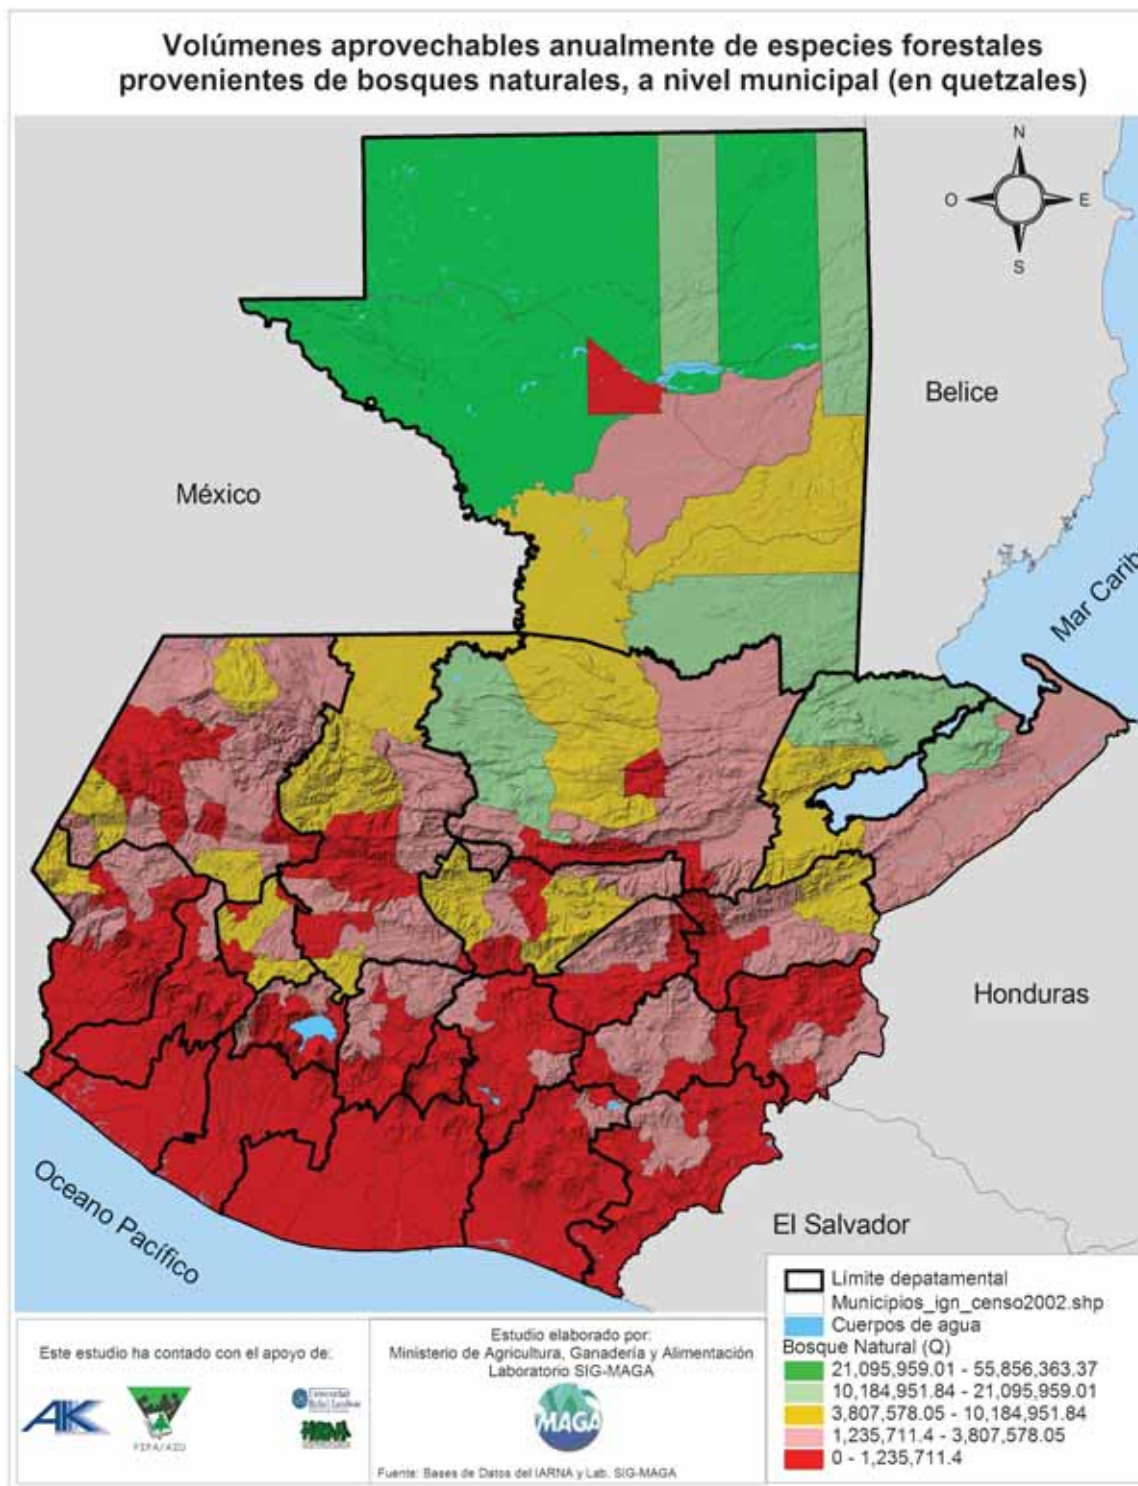 Volúmenes aprovechables anualmente de especies forestales
provenientes de bosques naturales, a nivel municipal (en quetzales)
N
O
E
S
Belice
México
Mar Carib
Honduras
Oceano Pacífico
El Salvador
Límite depatamental
Municipios_ign_censo2002.shp
Cuerpos de agua
Bosque Natural (Q)
21,095,959.01 - 55,856,363.37
10,184,951.84 - 21,095,959.01
3,807,578.05 - 10,184,951.84
1,235,711.4 - 3,807,578.05
0 - 1,235,711.4
Este estudio ha contado con el apoyo de:
FIPA/AID
Estudio elaborado por:
Ministerio de Agricultura, Ganadería y Alimentación
Laboratorio SIG-MAGA
MAGA
Fuente: Bases de Datos del IARNA y Lab. SIG-MAGA